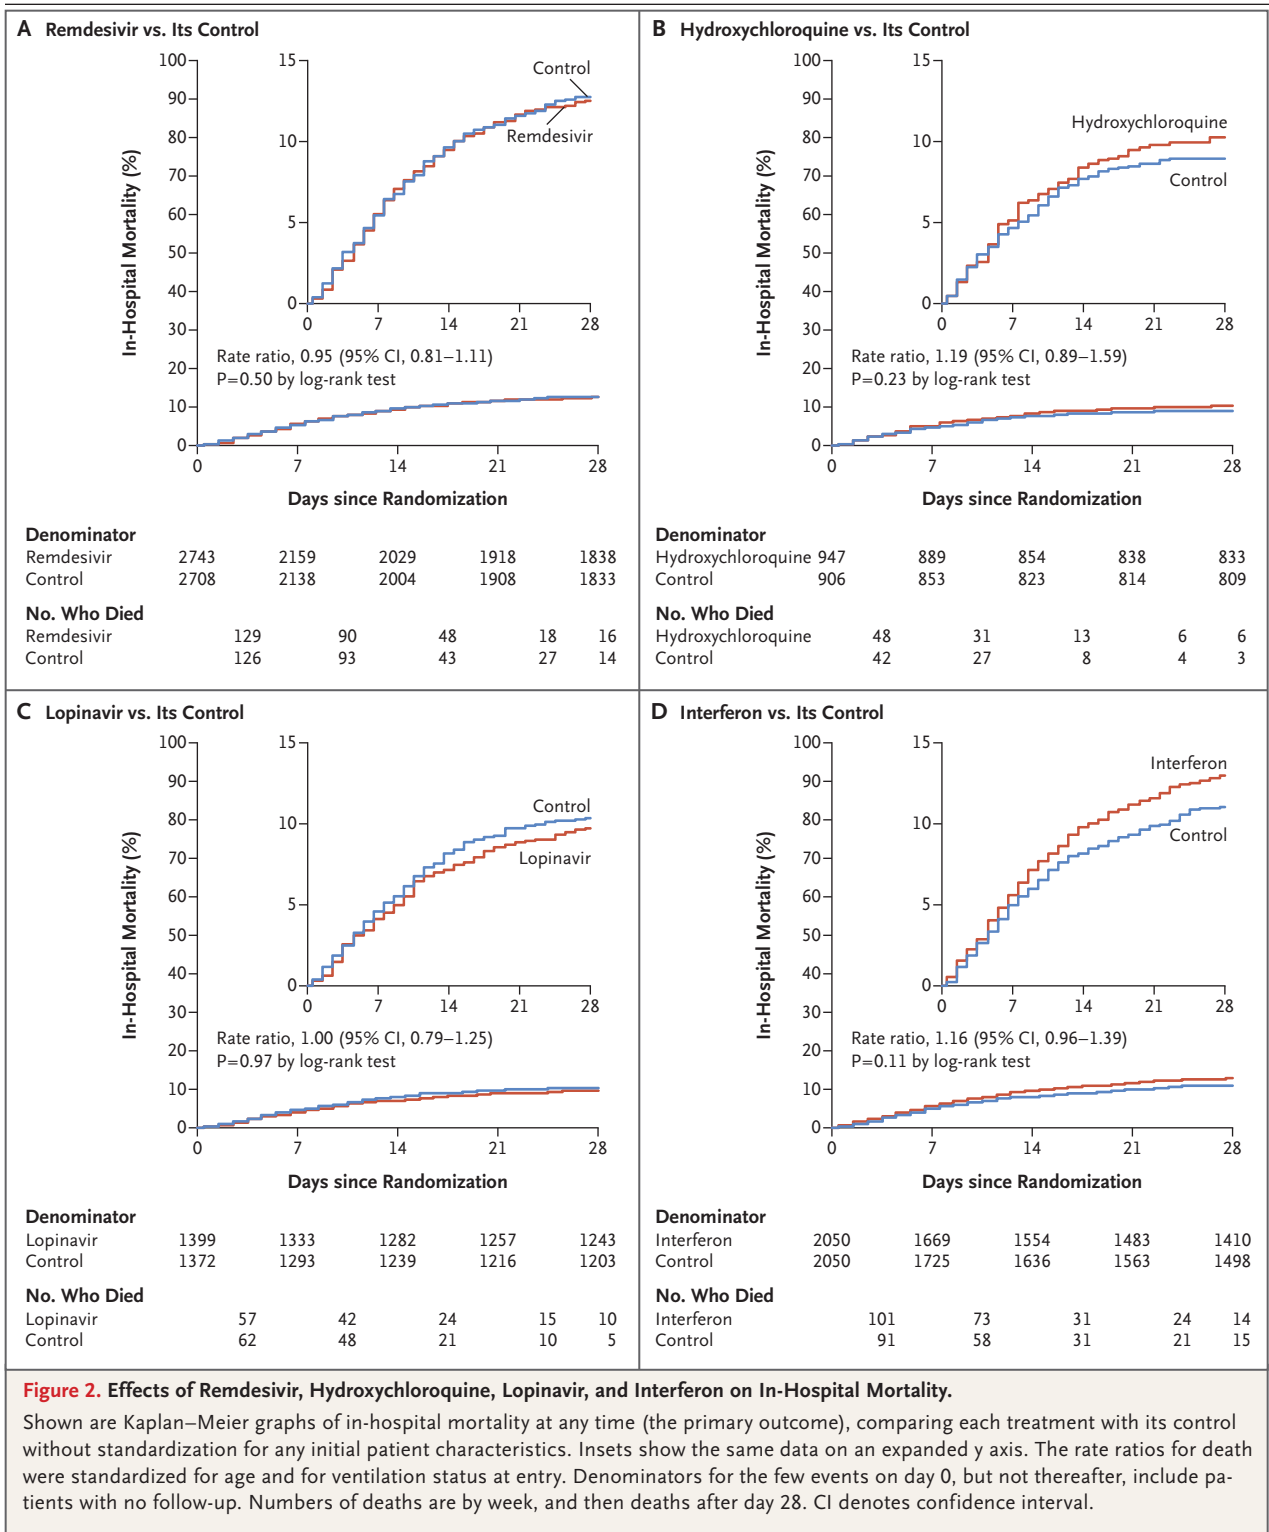 A Remdesivir vs. Its Control
100
90
80
70
60
50
40
30
20
10
0
In-Hospital Mortality (%)
15
10
5
0
Control
Remdesivir
0 7 14 21 28
Rate ratio, 0.95 (95% CI, 0.81–1.11)
P=0.50 by log-rank test
0 7 14 21 28
Days since Randomization
Denominator
Remdesivir 2743 2159 2029 1918 1838
Control 2708 2138 2004 1908 1833
No. Who Died
Remdesivir 129 90 48 18 16
Control 126 93 43 27 14
B Hydroxychloroquine vs. Its Control
100
90
80
70
60
50
40
30
20
10
0
In-Hospital Mortality (%)
15
10
5
0
Hydroxychloroquine
Control
0 7 14 21 28
Rate ratio, 1.19 (95% CI, 0.89–1.59)
P=0.23 by log-rank test
0 7 14 21 28
Days since Randomization
Denominator
Hydroxychloroquine 947 889 854 838 833
Control 906 853 823 814 809
No. Who Died
Hydroxychloroquine 48 31 13 6 6
Control 42 27 8 4 3
C Lopinavir vs. Its Control
100
90
80
70
60
50
40
30
20
10
0
In-Hospital Mortality (%)
15
10
5
0
Control
Lopinavir
0 7 14 21 28
Rate ratio, 1.00 (95% CI, 0.79–1.25)
P=0.97 by log-rank test
0 7 14 21 28
Days since Randomization
Denominator
Lopinavir 1399 1333 1282 1257 1243
Control 1372 1293 1239 1216 1203
No. Who Died
Lopinavir 57 42 24 15 10
Control 62 48 21 10 5
D Interferon vs. Its Control
100
90
80
70
60
50
40
30
20
10
0
In-Hospital Mortality (%)
15
10
5
0
Interferon
Control
0 7 14 21 28
Rate ratio, 1.16 (95% CI, 0.96–1.39)
P=0.11 by log-rank test
0 7 14 21 28
Days since Randomization
Denominator
Interferon 2050 1669 1554 1483 1410
Control 2050 1725 1636 1563 1498
No. Who Died
Interferon 101 73 31 24 14
Control 91 58 31 21 15
Figure 2. Effects of Remdesivir, Hydroxychloroquine, Lopinavir, and Interferon on In-Hospital Mortality.
Shown are Kaplan–Meier graphs of in-hospital mortality at any time (the primary outcome), comparing each treatment with its control
without standardization for any initial patient characteristics. Insets show the same data on an expanded y axis. The rate ratios for death
were standardized for age and for ventilation status at entry. Denominators for the few events on day 0, but not thereafter, include pa-
tients with no follow-up. Numbers of deaths are by week, and then deaths after day 28. CI denotes confidence interval.